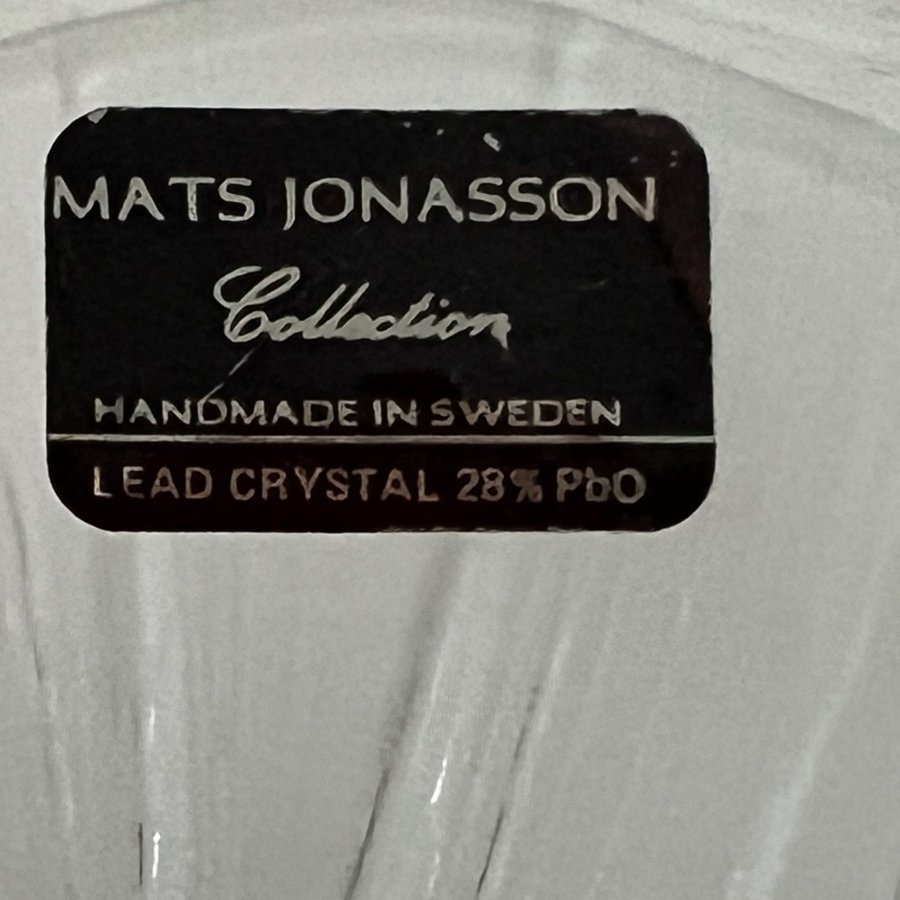 MATS JONASSON
Collection
HANDMADE IN SWEDEN
LEAD CRYSTAL 28% PbO